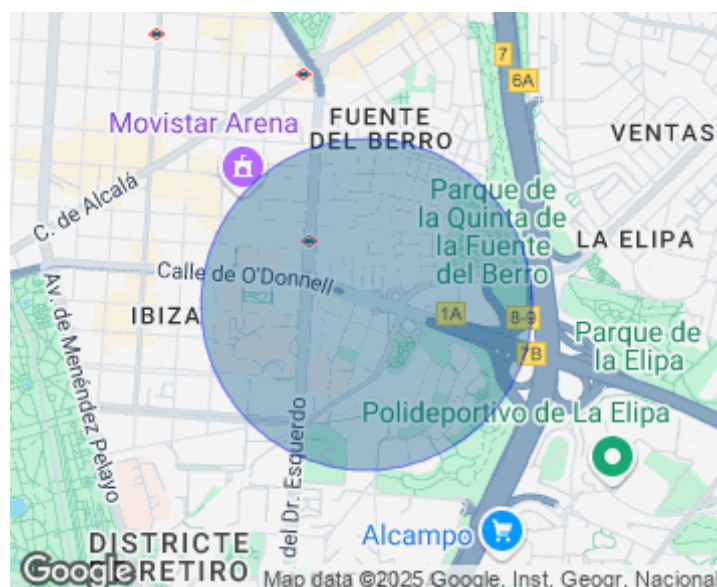 7
6A
FUENTE
DEL BERRO
Movistar Arena
VENTAS
C. de Alcalá
Parque de
la Quinta de
la Fuente
del Berro
LA ELIPA
Calle de O'Donnell
IBIZA
1A
8-9
7B
Parque de
la Elipa
Av. de Menéndez Pelayo
Polideportivo de La Elipa
del Dr. Esquerdo
Alcampo
DISTRICTE
RETIRO
Google
Map data ©2025 Google, Inst. Geogr. Nacional